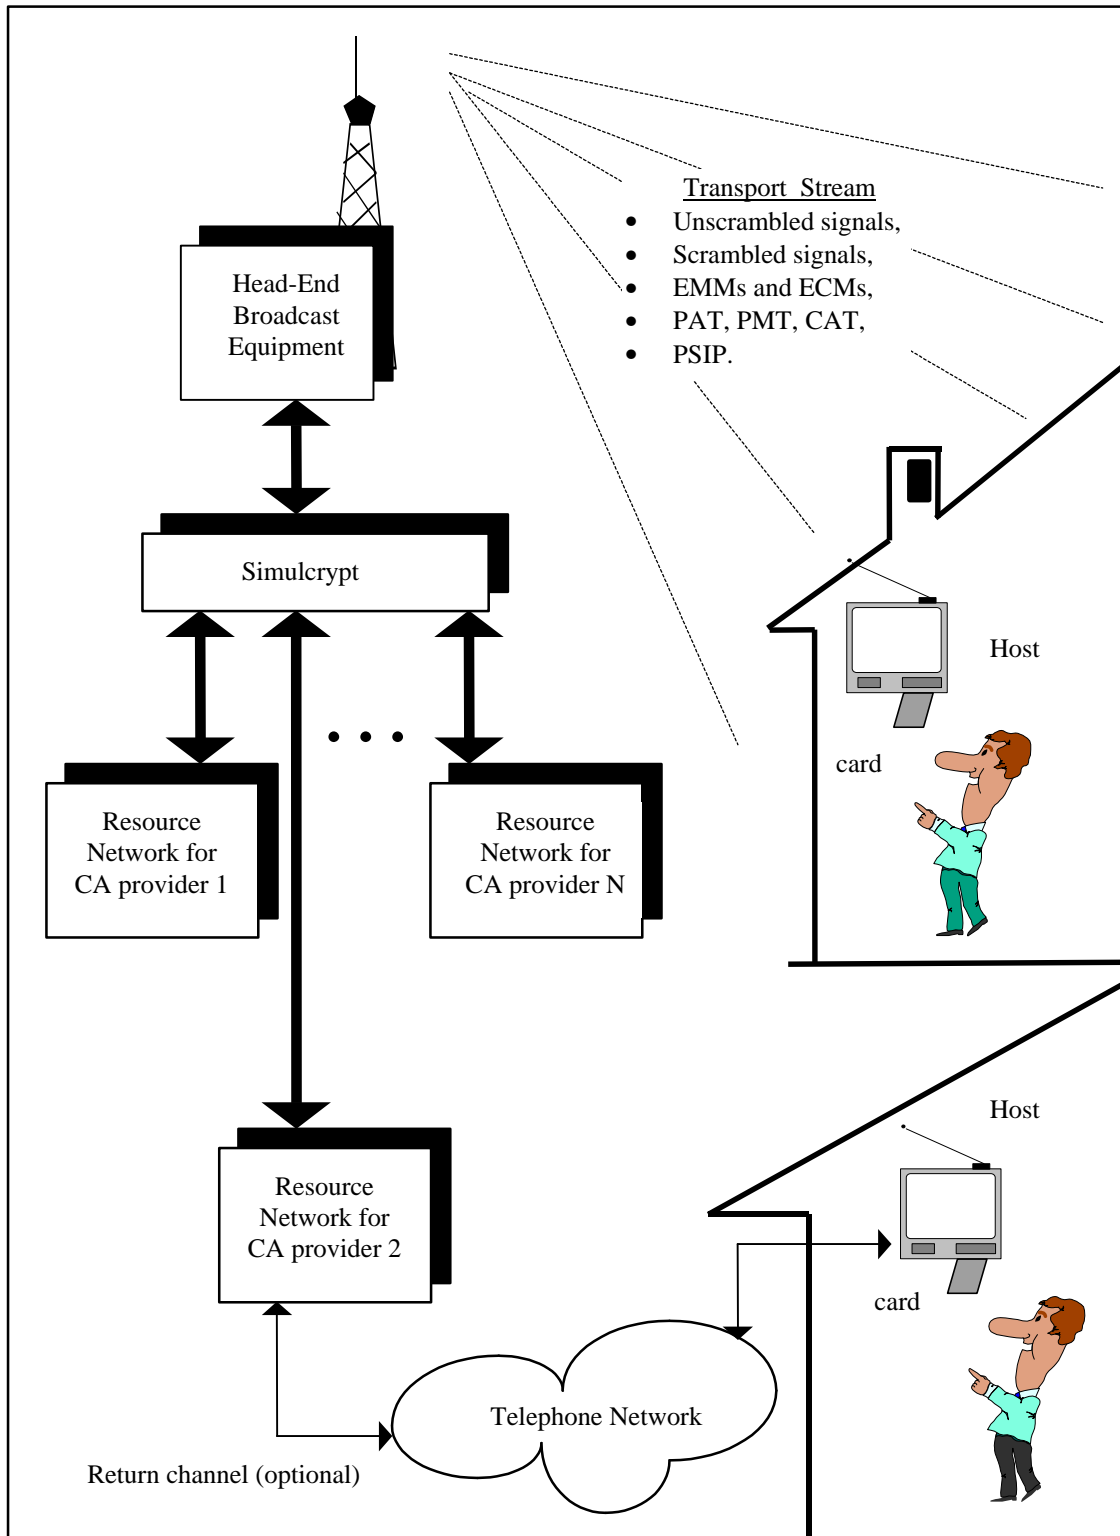 Transport Stream
• Unscrambled signals,
• Scrambled signals,
• EMMs and ECMs,
• PAT, PMT, CAT,
• PSIP.
Head-End
Broadcast
Equipment
Simulcrypt
Host
card
Resource
Network for
CA provider 1
Resource
Network for
CA provider N
Resource
Network for
CA provider 2
Host
card
Telephone Network
Return channel (optional)